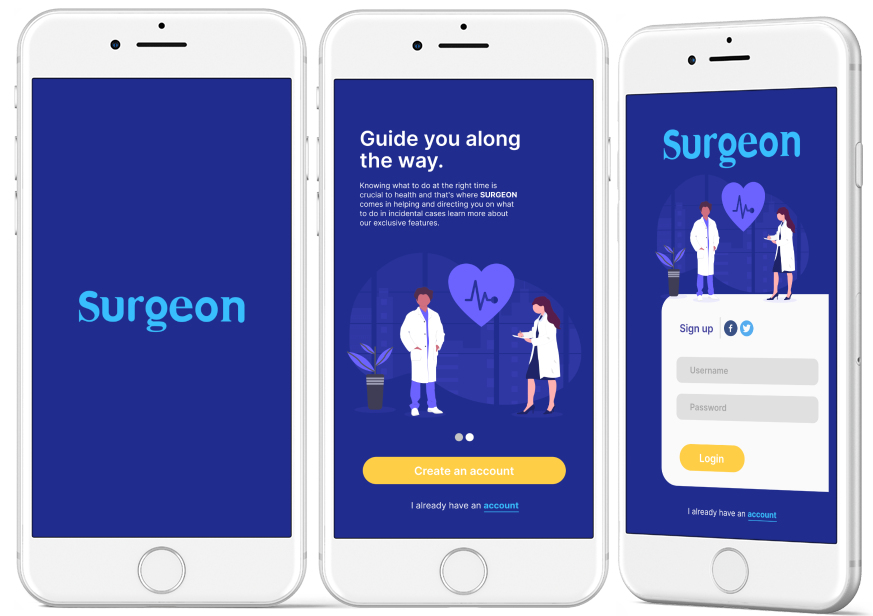 Surgeon
Guide you along
the way.
Knowing what to do at the right time is
crucial to health and that's where SURGEON
comes in helping and directing you on what
to do in incidental cases learn more about
our exclusive features.
Create an account
I already have an account
Surgeon
Sign up
Username
Password
Login
I already have an account